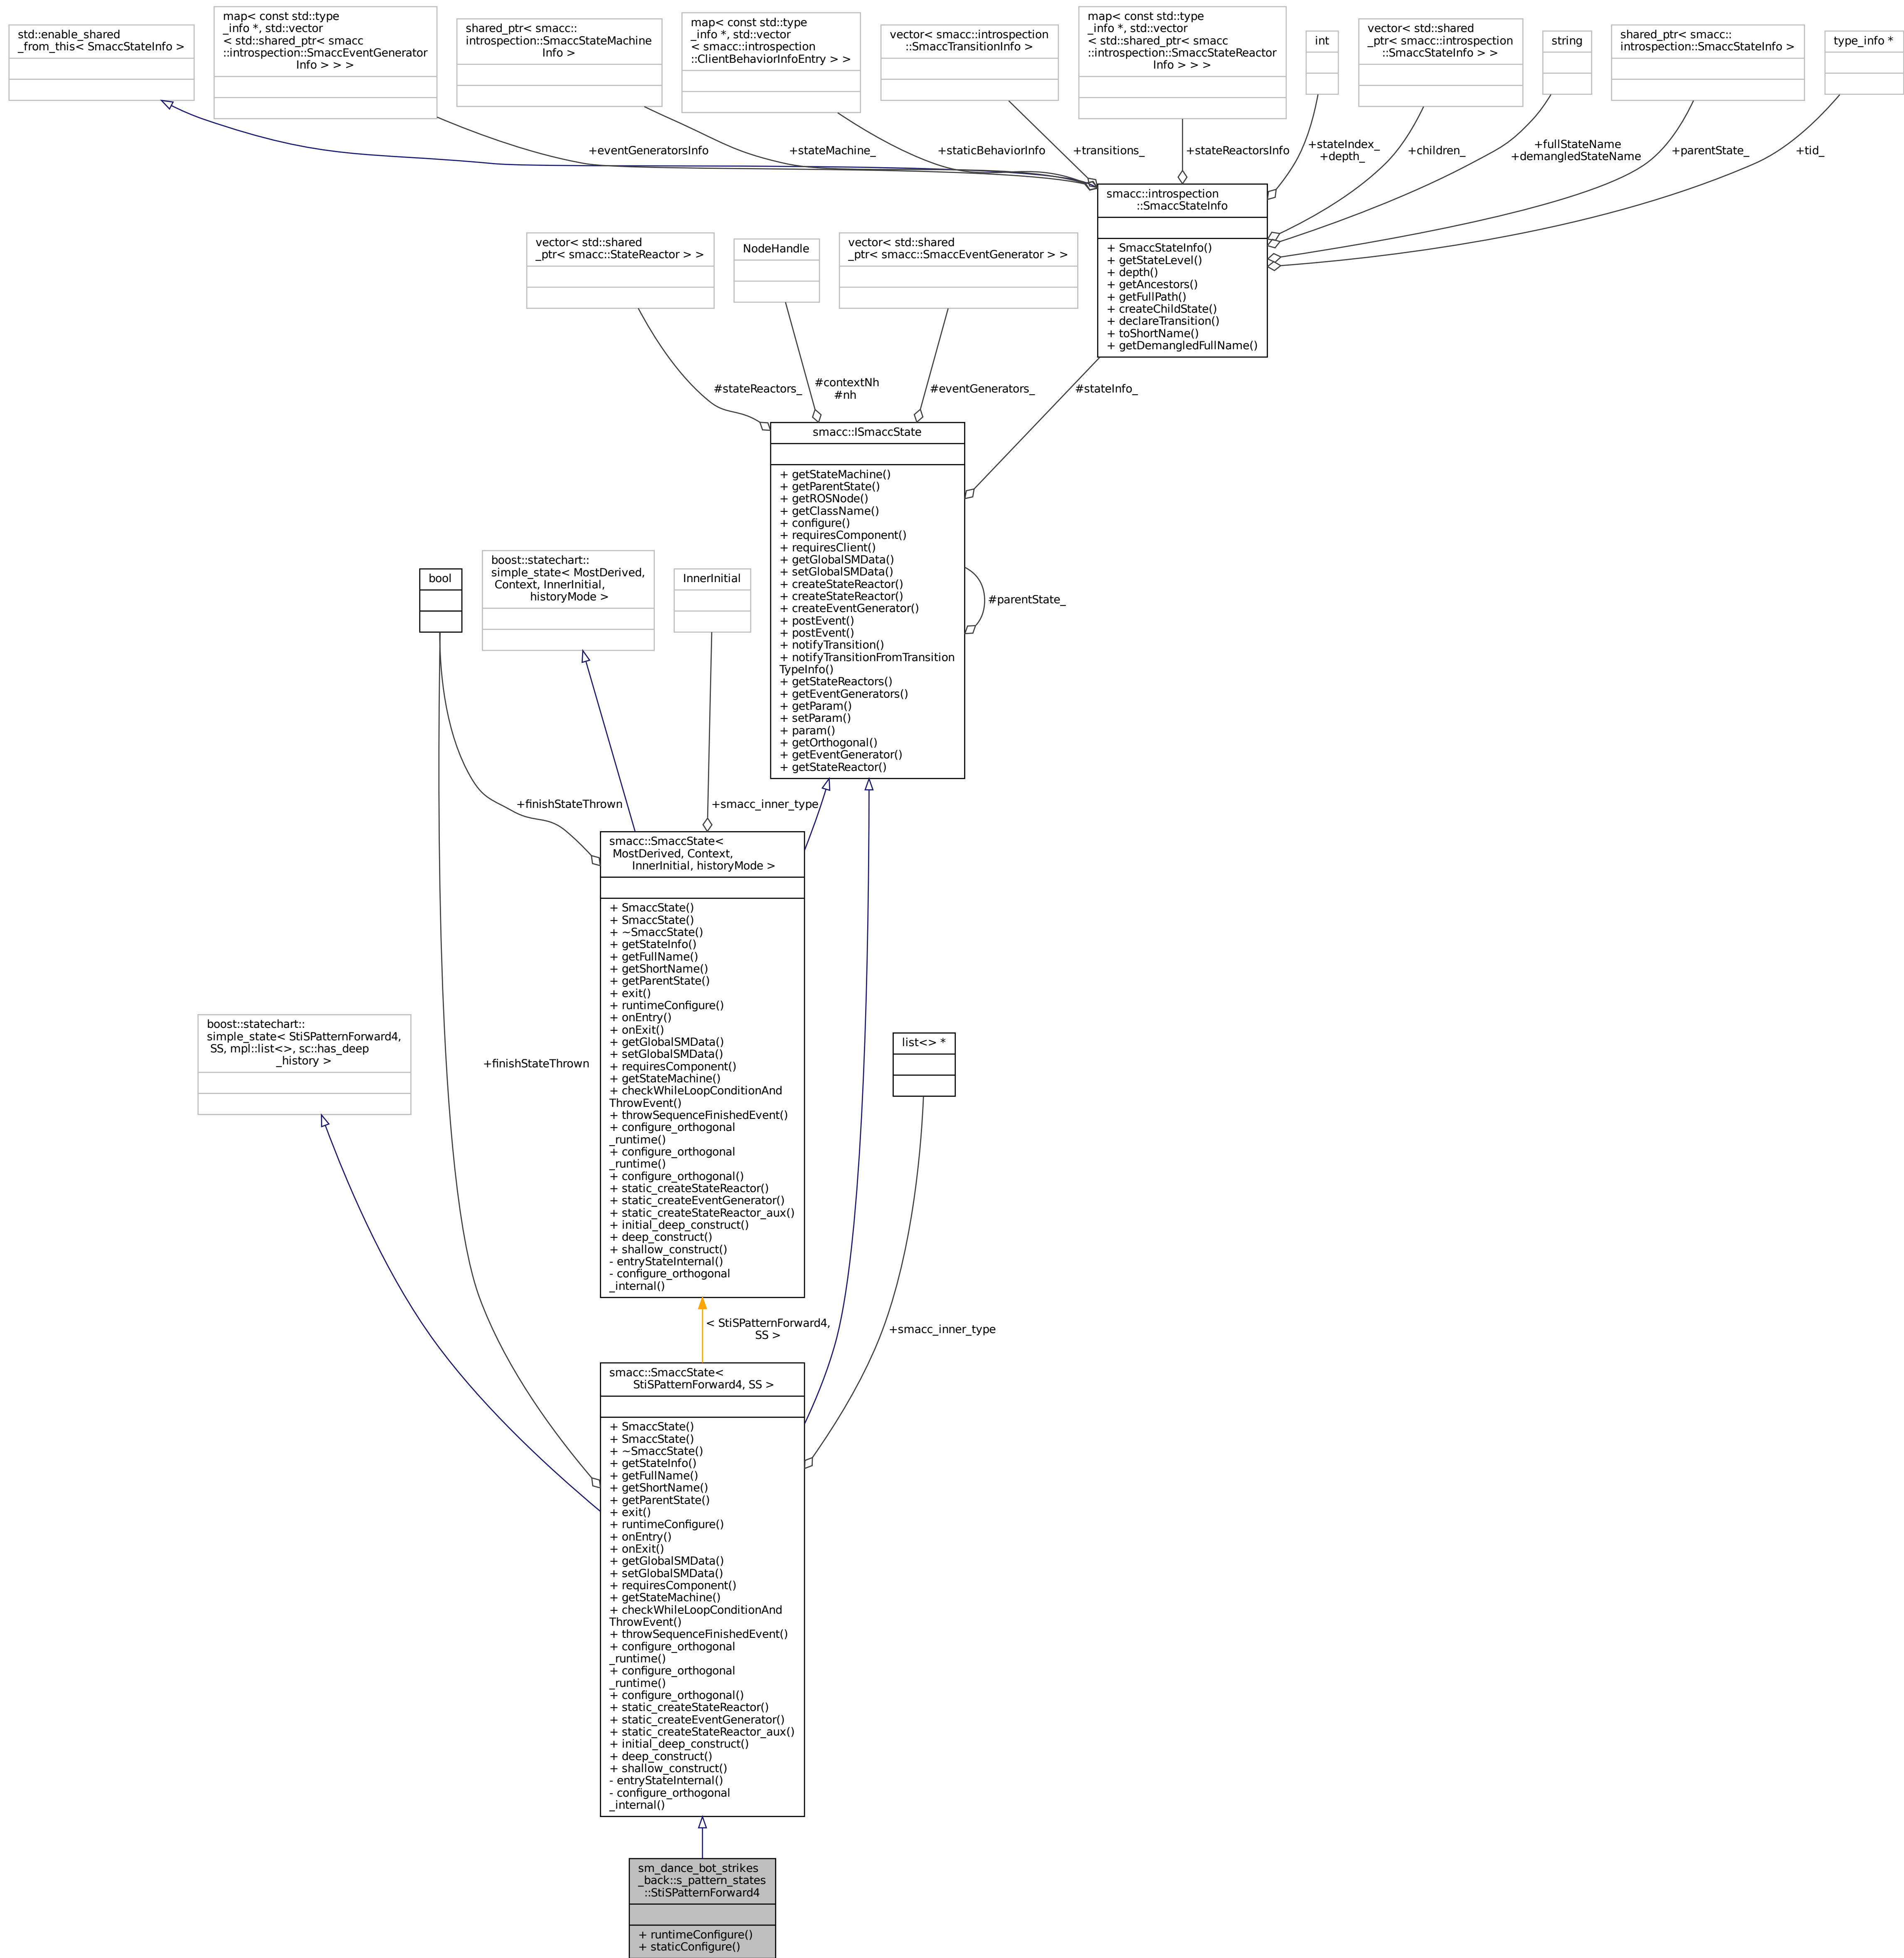 std::enable_shared
_from_this< SmaccStateInfo >
map< const std::type
_info *, std::vector
< std::shared_ptr< smacc
::introspection::SmaccEventGenerator
Info > > >
shared_ptr< smacc::
introspection::SmaccStateMachine
Info >
map< const std::type
_info *, std::vector
< smacc::introspection
::ClientBehaviorInfoEntry > >
vector< smacc::introspection
::SmaccTransitionInfo >
map< const std::type
_info *, std::vector
< std::shared_ptr< smacc
::introspection::SmaccStateReactor
Info > > >
int
vector< std::shared
_ptr< smacc::introspection
::SmaccStateInfo > >
string
shared_ptr< smacc::
introspection::SmaccStateInfo >
type_info *
+eventGeneratorsInfo
+stateMachine_
+staticBehaviorInfo
+transitions_
+stateReactorsInfo
+stateIndex_
+depth_
+children_
+fullStateName
+demangledStateName
+parentState_
+tid_
smacc::introspection
::SmaccStateInfo
+ SmaccStateInfo()
+ getStateLevel()
+ depth()
+ getAncestors()
+ getFullPath()
+ createChildState()
+ declareTransition()
+ toShortName()
+ getDemangledFullName()
vector< std::shared
_ptr< smacc::StateReactor > >
NodeHandle
vector< std::shared
_ptr< smacc::SmaccEventGenerator > >
#stateReactors_
#contextNh
#nh
#eventGenerators_
#stateInfo_
smacc::ISmaccState
+ getStateMachine()
+ getParentState()
+ getROSNode()
+ getClassName()
+ configure()
+ requiresComponent()
+ requiresClient()
+ getGlobalSMData()
+ setGlobalSMData()
+ createStateReactor()
+ createStateReactor()
+ createEventGenerator()
+ postEvent()
+ postEvent()
+ notifyTransition()
+ notifyTransitionFromTransition
TypeInfo()
+ getStateReactors()
+ getEventGenerators()
+ getParam()
+ setParam()
+ param()
+ getOrthogonal()
+ getEventGenerator()
+ getStateReactor()
#parentState_
bool
boost::statechart::
simple_state< MostDerived,
Context, InnerInitial,
historyMode >
InnerInitial
+finishStateThrown
+smacc_inner_type
smacc::SmaccState<
MostDerived, Context,
InnerInitial, historyMode >
+ SmaccState()
+ SmaccState()
+ ~SmaccState()
+ getStateInfo()
+ getFullName()
+ getShortName()
+ getParentState()
+ exit()
+ runtimeConfigure()
+ onEntry()
+ onExit()
+ getGlobalSMData()
+ setGlobalSMData()
+ requiresComponent()
+ getStateMachine()
+ checkWhileLoopConditionAnd
ThrowEvent()
+ throwSequenceFinishedEvent()
+ configure_orthogonal
_runtime()
+ configure_orthogonal
_runtime()
+ configure_orthogonal()
+ static_createStateReactor()
+ static_createEventGenerator()
+ static_createStateReactor_aux()
+ initial_deep_construct()
+ deep_construct()
+ shallow_construct()
- entryStateInternal()
- configure_orthogonal
_internal()
boost::statechart::
simple_state< StiSPatternForward4,
SS, mpl::list<>, sc::has_deep
_history >
+finishStateThrown
list<> *
< StiSPatternForward4,
SS >
+smacc_inner_type
smacc::SmaccState<
StiSPatternForward4, SS >
+ SmaccState()
+ SmaccState()
+ ~SmaccState()
+ getStateInfo()
+ getFullName()
+ getShortName()
+ getParentState()
+ exit()
+ runtimeConfigure()
+ onEntry()
+ onExit()
+ getGlobalSMData()
+ setGlobalSMData()
+ requiresComponent()
+ getStateMachine()
+ checkWhileLoopConditionAnd
ThrowEvent()
+ throwSequenceFinishedEvent()
+ configure_orthogonal
_runtime()
+ configure_orthogonal
_runtime()
+ configure_orthogonal()
+ static_createStateReactor()
+ static_createEventGenerator()
+ static_createStateReactor_aux()
+ initial_deep_construct()
+ deep_construct()
+ shallow_construct()
- entryStateInternal()
- configure_orthogonal
_internal()
sm_dance_bot_strikes
_back::s_pattern_states
::StiSPatternForward4
+ runtimeConfigure()
+ staticConfigure()